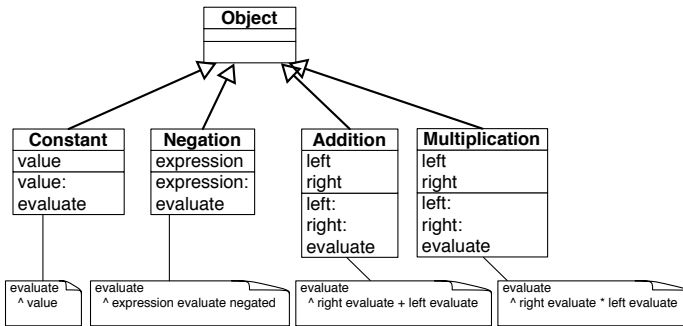 Object
Constant
value
value:
evaluate
Negation
expression
expression:
evaluate
Addition
left
right
left:
right:
evaluate
Multiplication
left
right
left:
right:
evaluate
evaluate
^ value
evaluate
^ expression evaluate negated
evaluate
^ right evaluate + left evaluate
evaluate
^ right evaluate * left evaluate